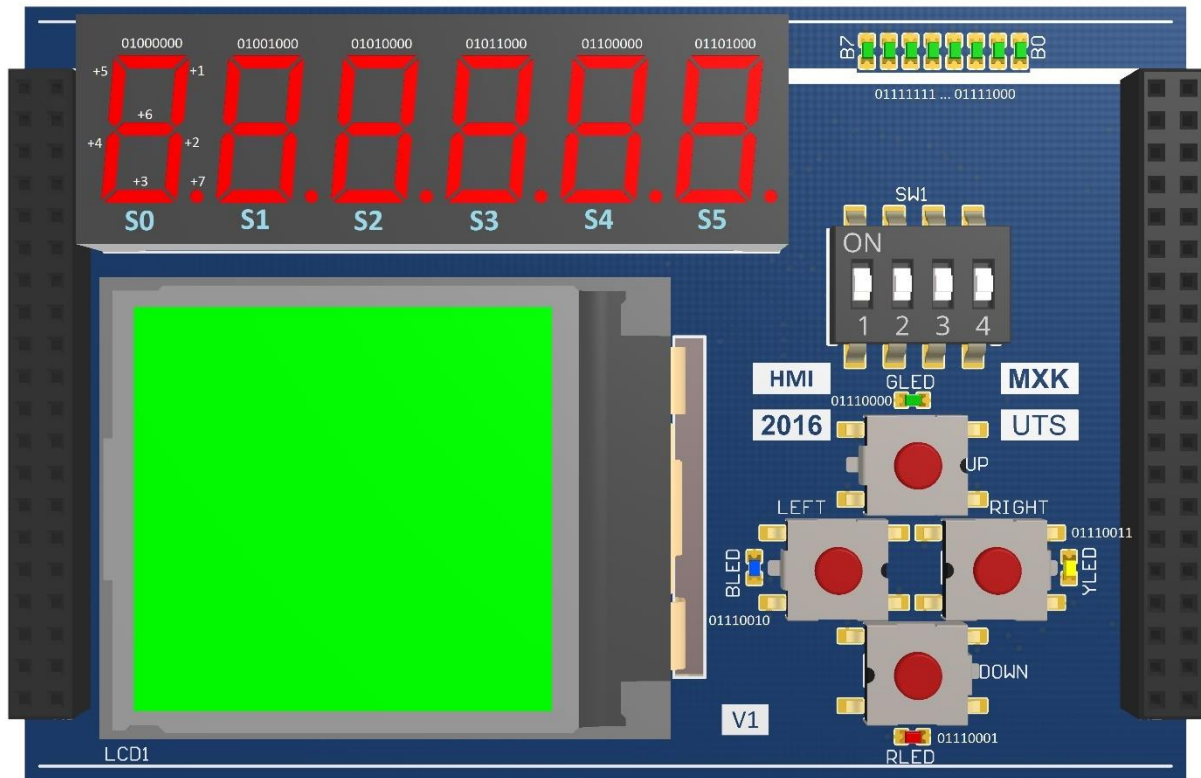 01000000 01001000 01010000 01011000 01100000 01101000
+5 +1
+6
+4 +2
+3 +7
S0 S1 S2 S3 S4 S5
B7 B0
01111111 ... 01111000
SW1
ON
1 2 3 4
HMI GLED MXK
01110000
2016 UTS
UP
LEFT RIGHT
01110011
BLED YLED
01110010
DOWN
V1
01110001
RLED
LCD1